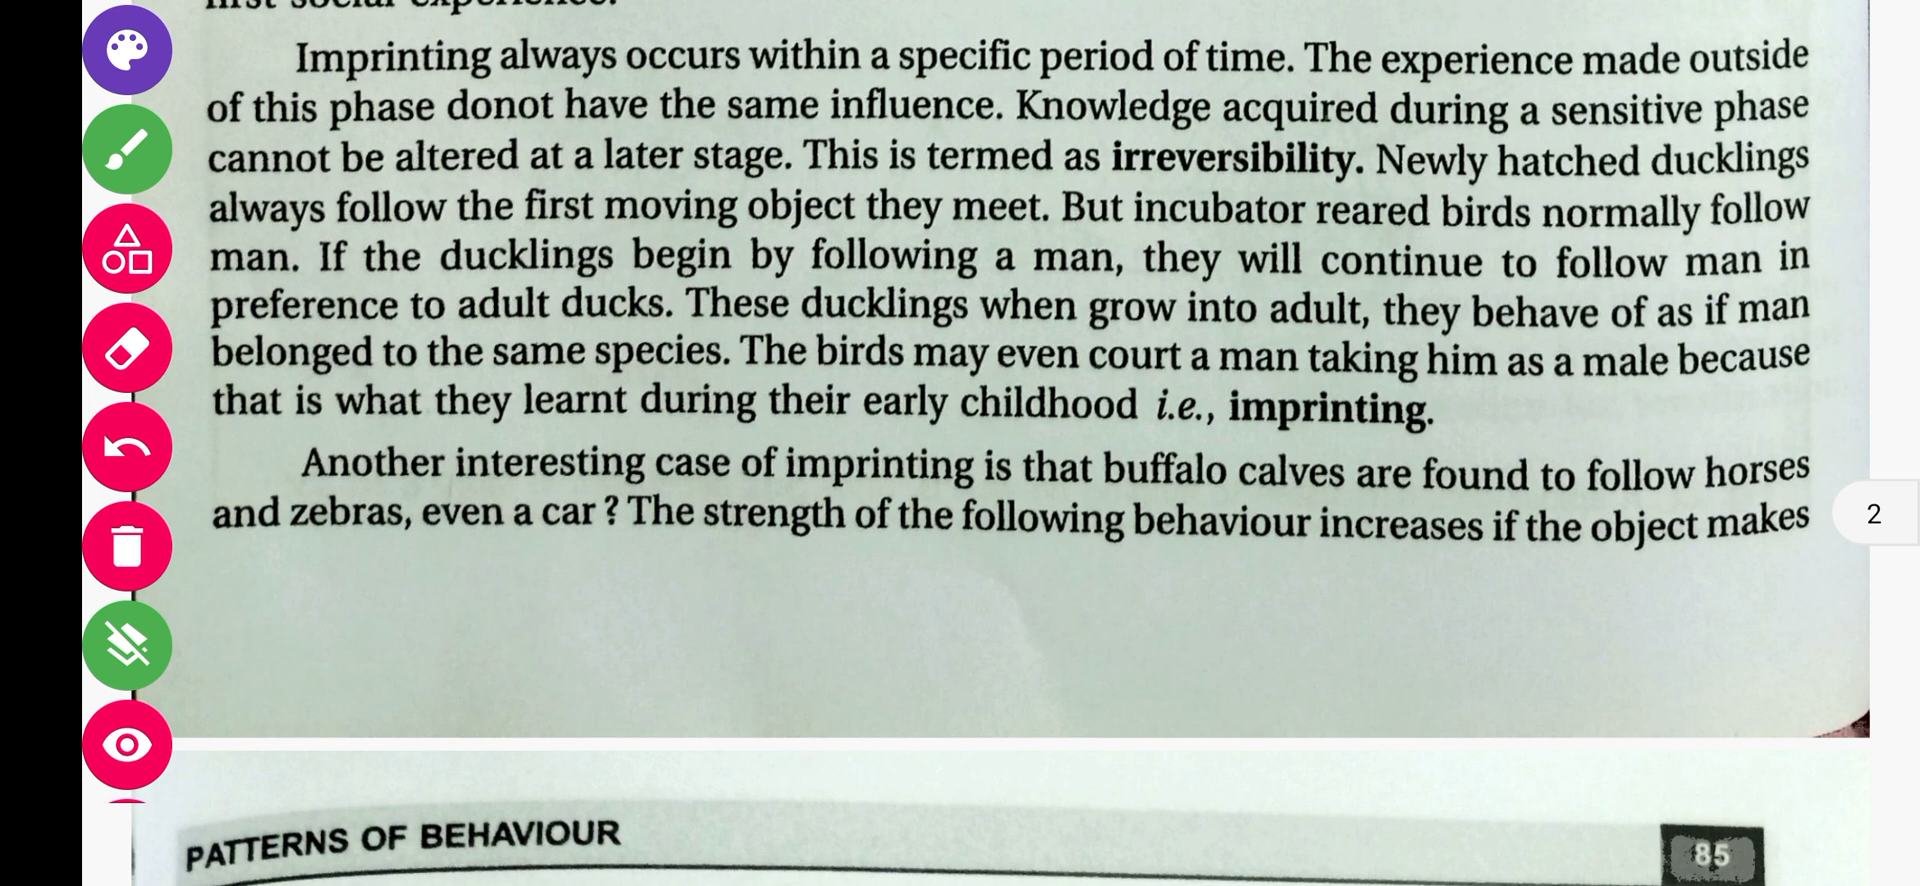 first social experience.
Imprinting always occurs within a specific period of time. The experience made outside
of this phase donot have the same influence. Knowledge acquired during a sensitive phase
cannot be altered at a later stage. This is termed as irreversibility. Newly hatched ducklings
always follow the first moving object they meet. But incubator reared birds normally follow
man. If the ducklings begin by following a man, they will continue to follow man in
preference to adult ducks. These ducklings when grow into adult, they behave of as if man
belonged to the same species. The birds may even court a man taking him as a male because
that is what they learnt during their early childhood i.e., imprinting.
Another interesting case of imprinting is that buffalo calves are found to follow horses
and zebras, even a car ? The strength of the following behaviour increases if the object makes
2
PATTERNS OF BEHAVIOUR
85